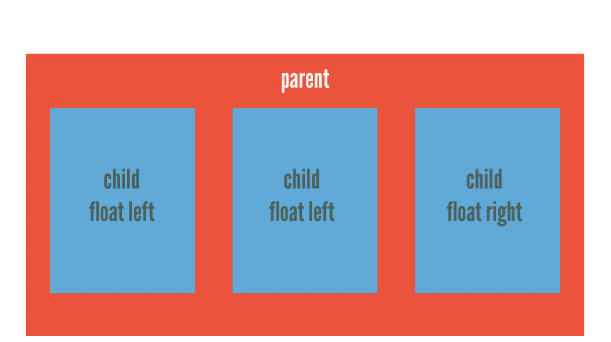 parent
child
float left
child
float left
child
float right